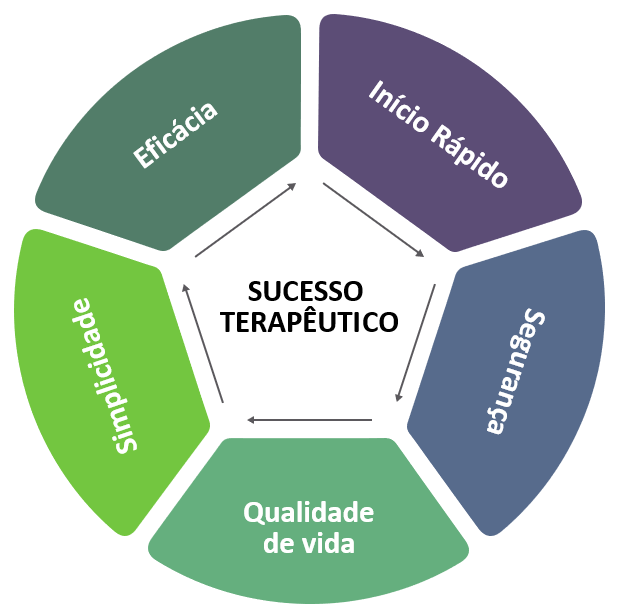 Eficácia
Início Rápido
SUCESSO
TERAPÊUTICO
Simplicidade
Segurança
Qualidade
de vida